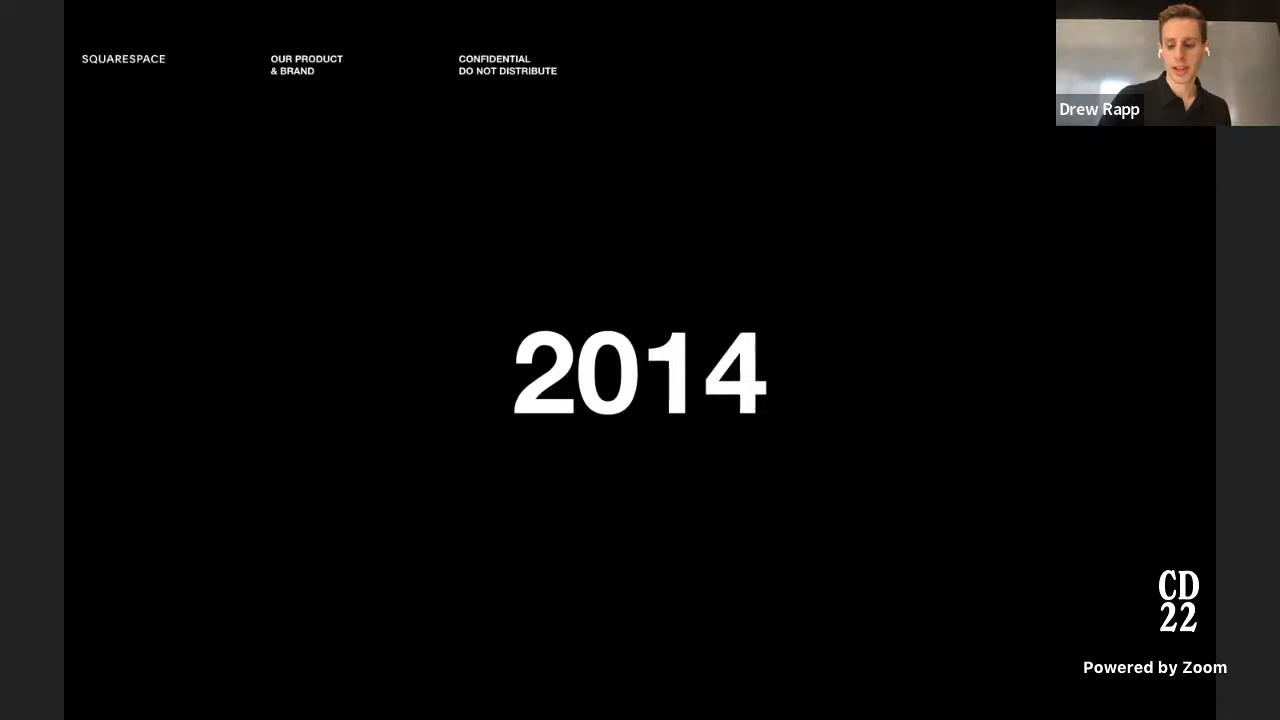 SQUARESPACE
OUR PRODUCT
& BRAND
CONFIDENTIAL
DO NOT DISTRIBUTE
Drew Rapp
2014
CD
22
Powered by Zoom